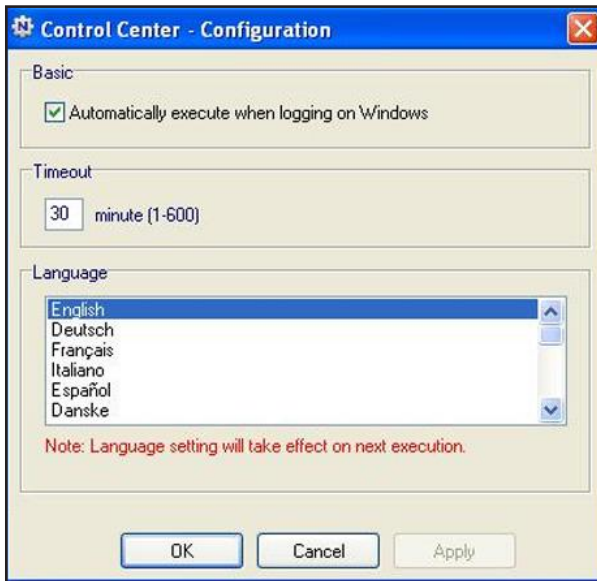 Control Center - Configuration
Basic
Automatically execute when logging on Windows
Timeout
30 minute (1-600)
Language
English
Deutsch
Français
Italiano
Español
Danske
Note: Language setting will take effect on next execution.
OK Cancel Apply